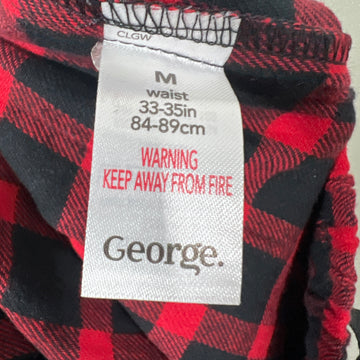 CLGW
M
waist
33-35in
84-89cm
WARNING
KEEP AWAY FROM FIRE
George.